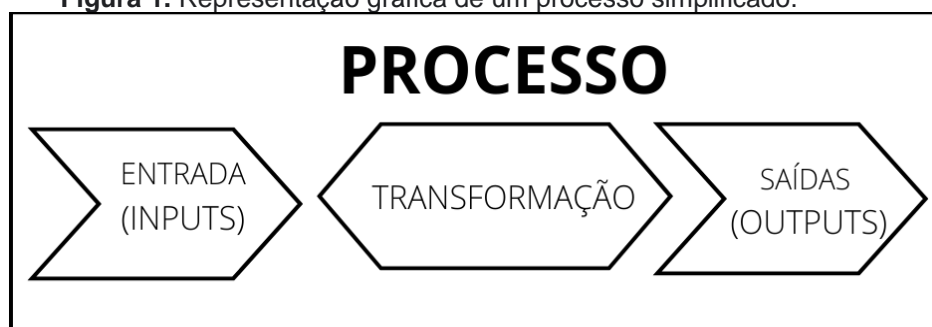 Figura 1. Representação gráfica de um processo simplificado.
PROCESSO
ENTRADA
(INPUTS)
TRANSFORMAÇÃO
SAÍDAS
(OUTPUTS)